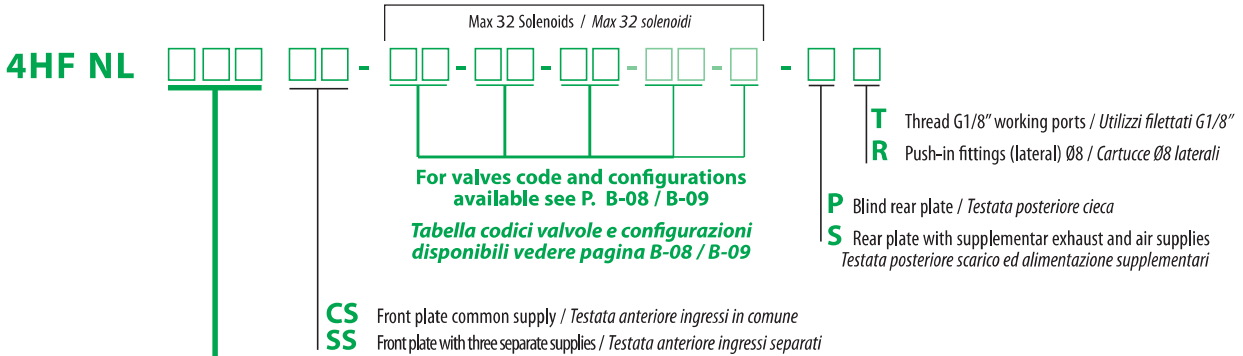 Max 32 Solenoids / Max 32 solenoidi
4HF NL - - - - - -
T Thread G1/8" working ports / Utilizzi filettati G1/8"
R Push-in fittings (lateral) Ø8 / Cartucce Ø8 laterali
For valves code and configurations
available see P. B-08 / B-09
Tabella codici valvole e configurazioni
disponibili vedere pagina B-08 / B-09
P Blind rear plate / Testata posteriore cieca
S Rear plate with supplementar exhaust and air supplies
Testata posteriore scarico ed alimentazione supplementari
CS Front plate common supply / Testata anteriore ingressi in comune
SS Front plate with three separate supplies / Testata anteriore ingressi separati